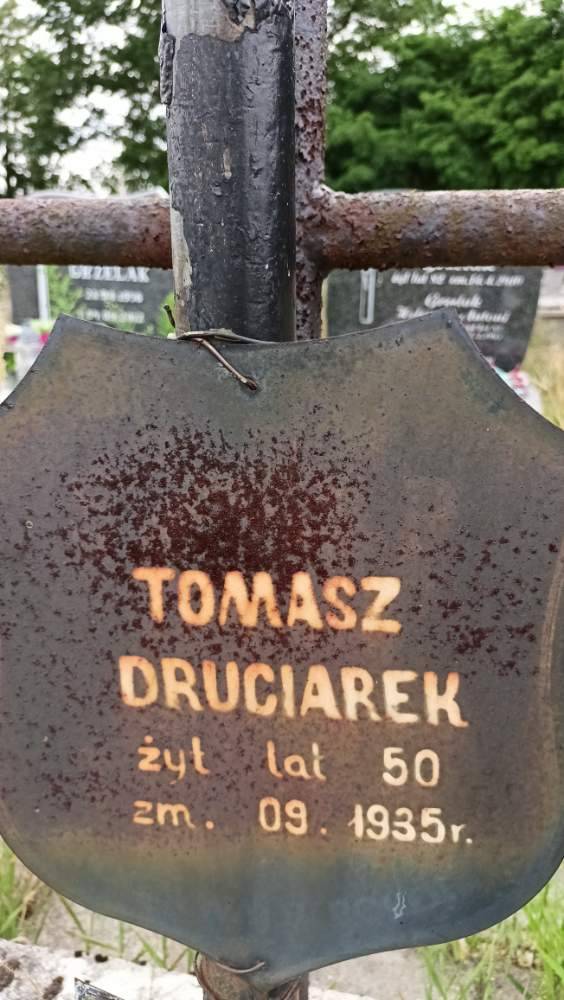 TOMASZ
DRUCIAREK
żył lat 50
zm. 09. 1935r.
GRZELAK